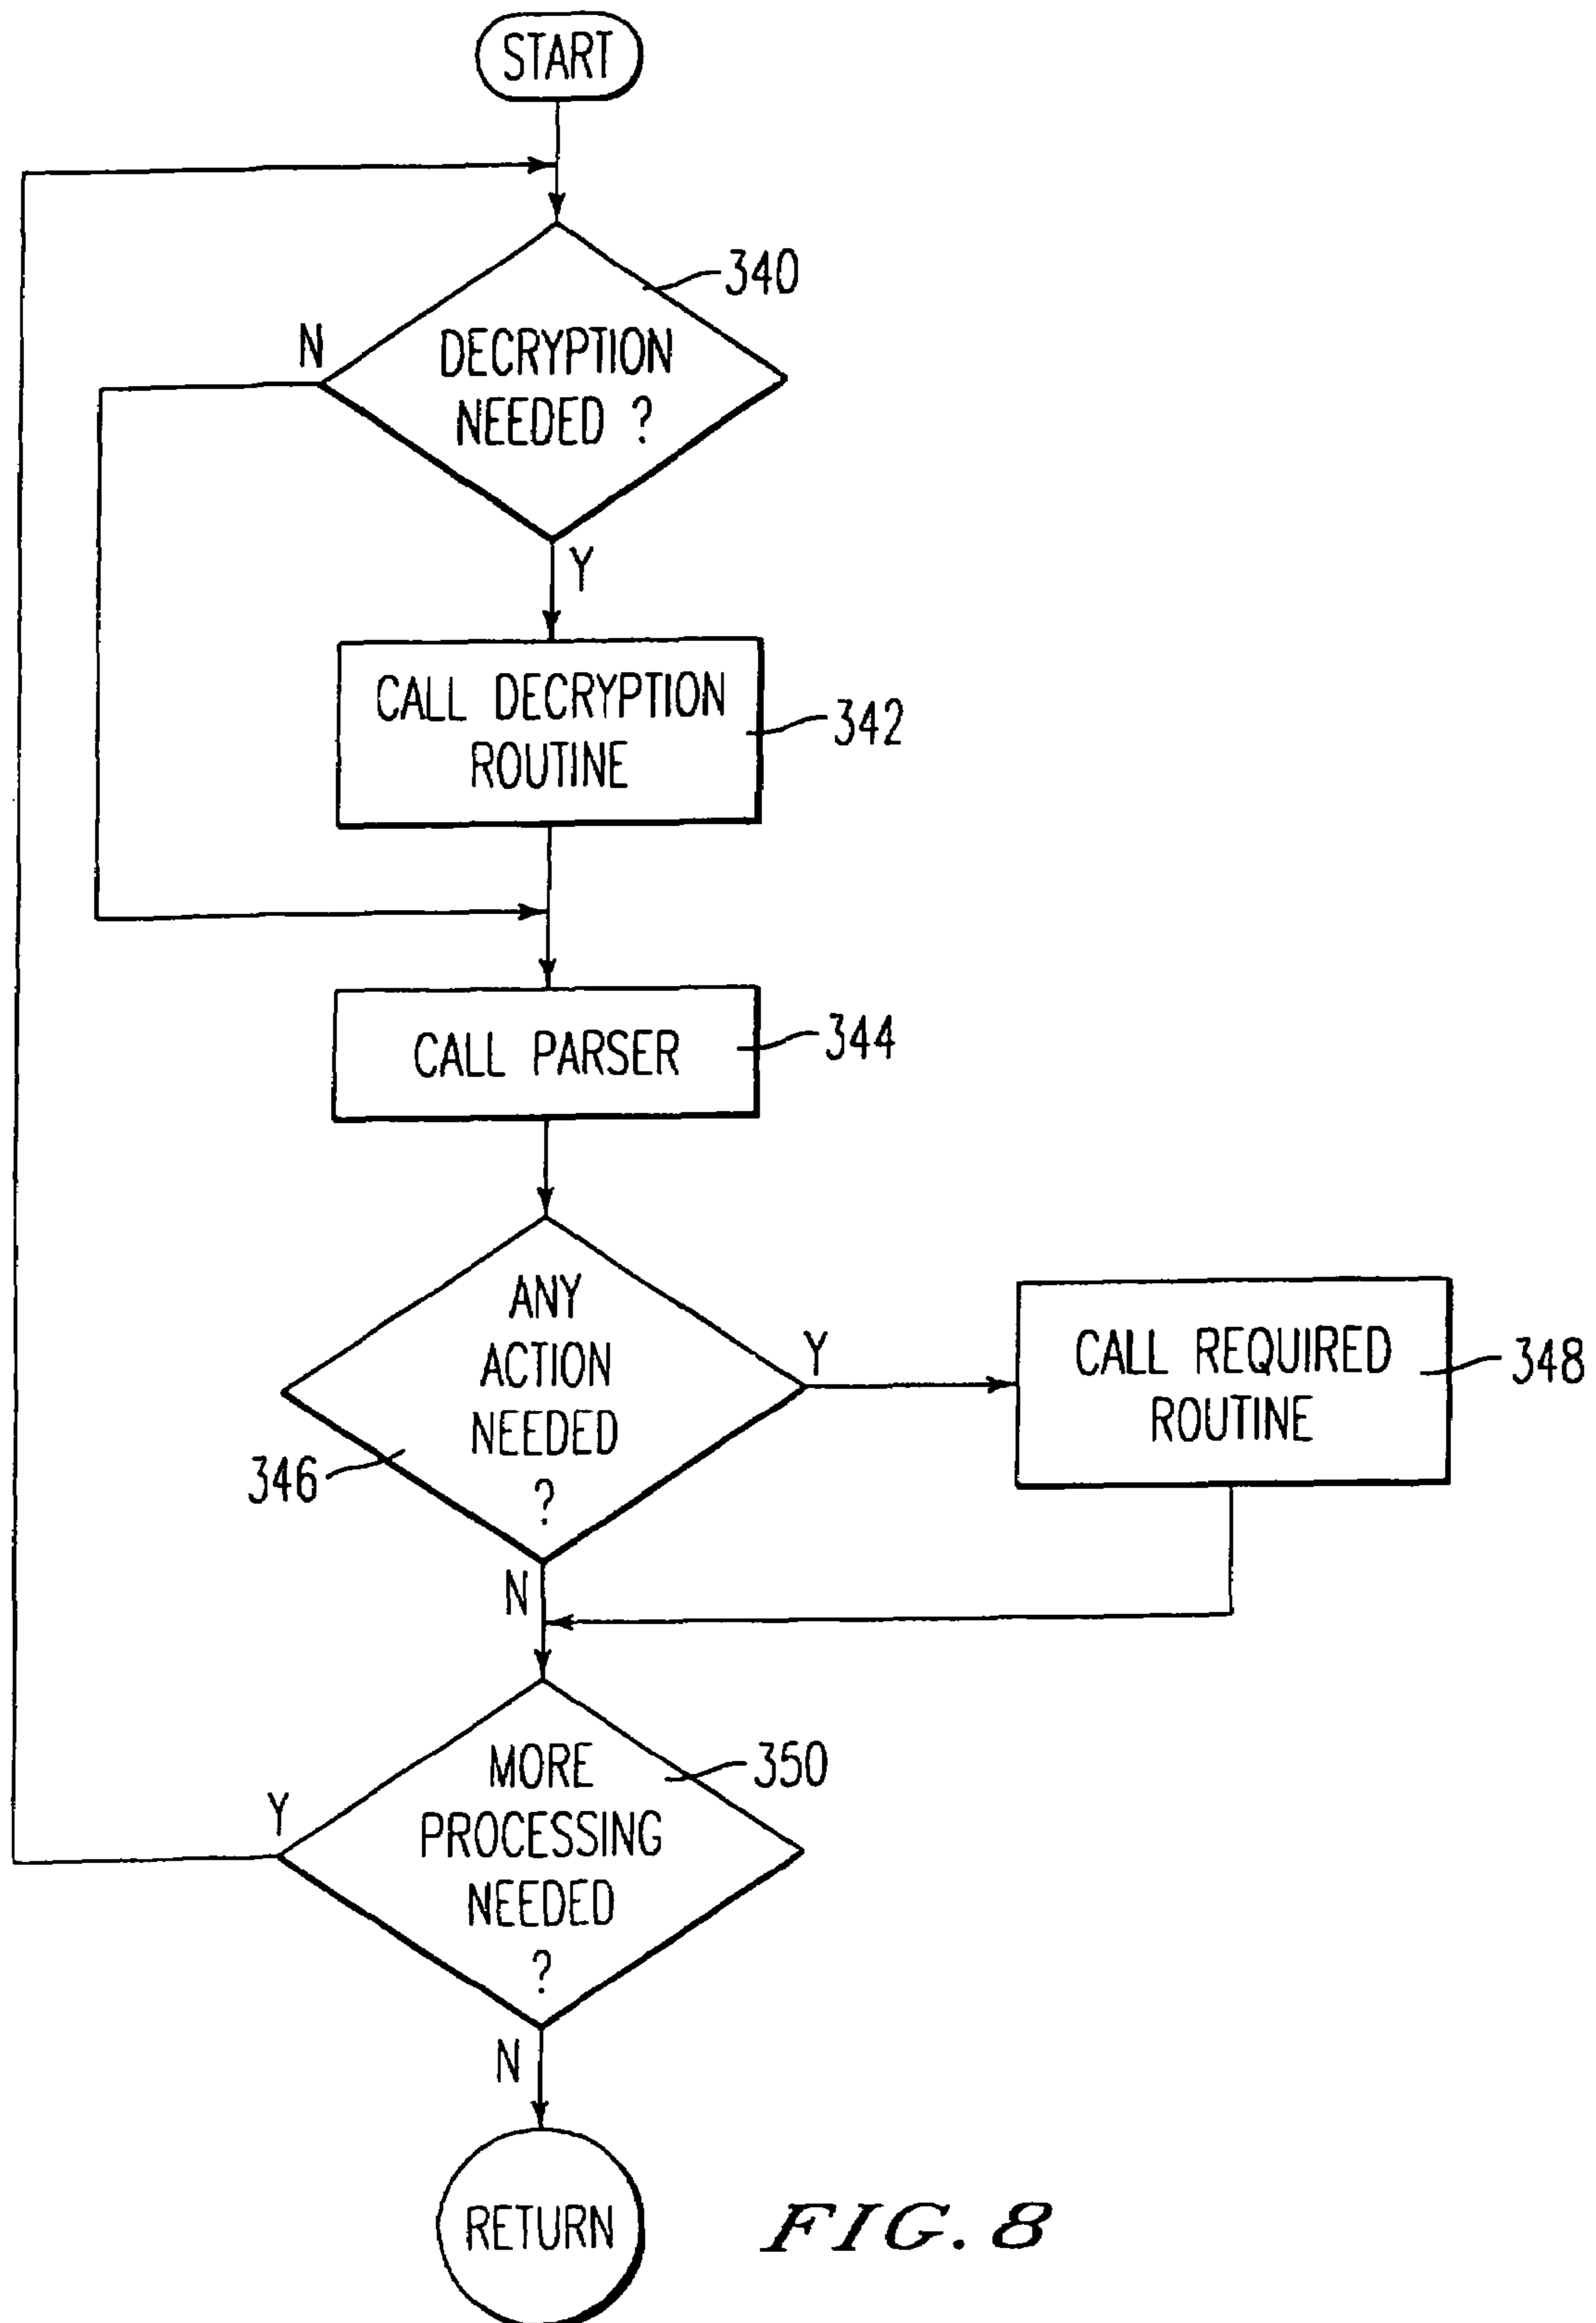 START
340
N
DECRYPTION
NEEDED ?
Y
CALL DECRYPTION
ROUTINE
342
CALL PARSER
344
ANY
ACTION
NEEDED
?
346
Y
CALL REQUIRED
ROUTINE
348
N
MORE
PROCESSING
NEEDED
?
350
Y
N
RETURN
FIG. 8